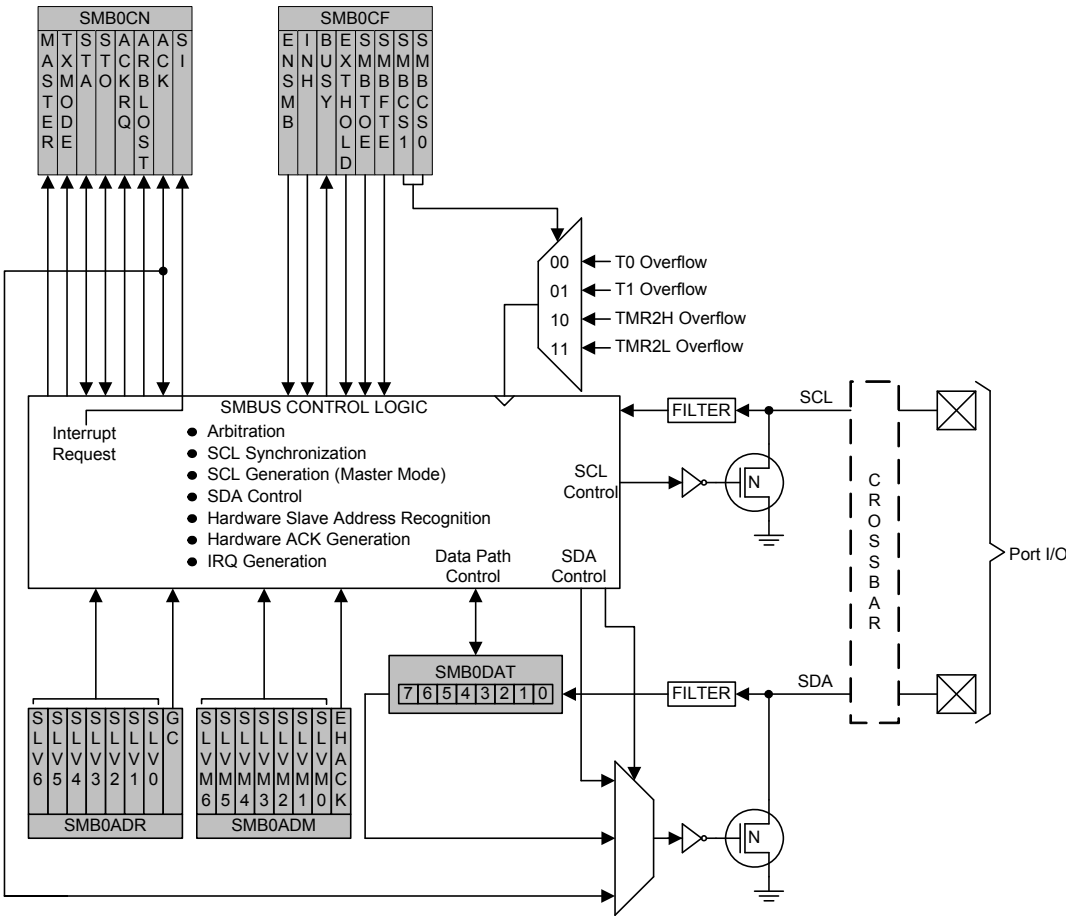 SMB0CN
MASTER
TXMODE
STA
STO
ACKRQ
ARBLOST
ACK
SI
SMB0CF
ENSMB
INH
BUSY
EXTHOLD
SMBTOE
SMBFTE
SMBCS1
SMBCS0
00
01
10
11
T0 Overflow
T1 Overflow
TMR2H Overflow
TMR2L Overflow
SMBUS CONTROL LOGIC
Interrupt
Request
● Arbitration
● SCL Synchronization
● SCL Generation (Master Mode)
● SDA Control
● Hardware Slave Address Recognition
● Hardware ACK Generation
● IRQ Generation
Data Path
Control
SCL
Control
SDA
Control
FILTER
SCL
N
CROSSBAR
Port I/O
SMB0DAT
7 6 5 4 3 2 1 0
FILTER
SDA
N
SLV6
SLV5
SLV4
SLV3
SLV2
SLV1
SLV0
GC
SMB0ADR
SLVM6
SLVM5
SLVM4
SLVM3
SLVM2
SLVM1
SLVM0
EHACK
SMB0ADM